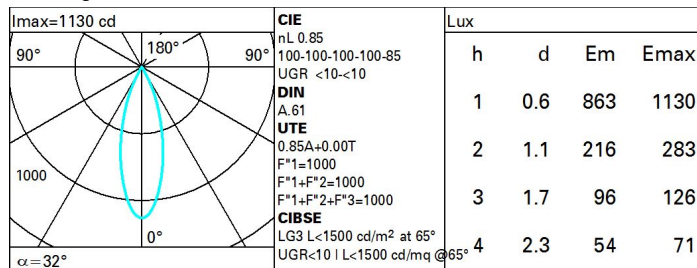 Imax=1130 cd
90°
180°
90°
1000
0°
α=32°
CIE
nL 0.85
100-100-100-100-85
UGR <10-<10
DIN
A.61
UTE
0.85A+0.00T
F"1=1000
F"1+F"2=1000
F"1+F"2+F"3=1000
CIBSE
LG3 L<1500 cd/m² at 65°
UGR<10 | L<1500 cd/mq @65°
Lux
h d Em Emax
1 0.6 863 1130
2 1.1 216 283
3 1.7 96 126
4 2.3 54 71